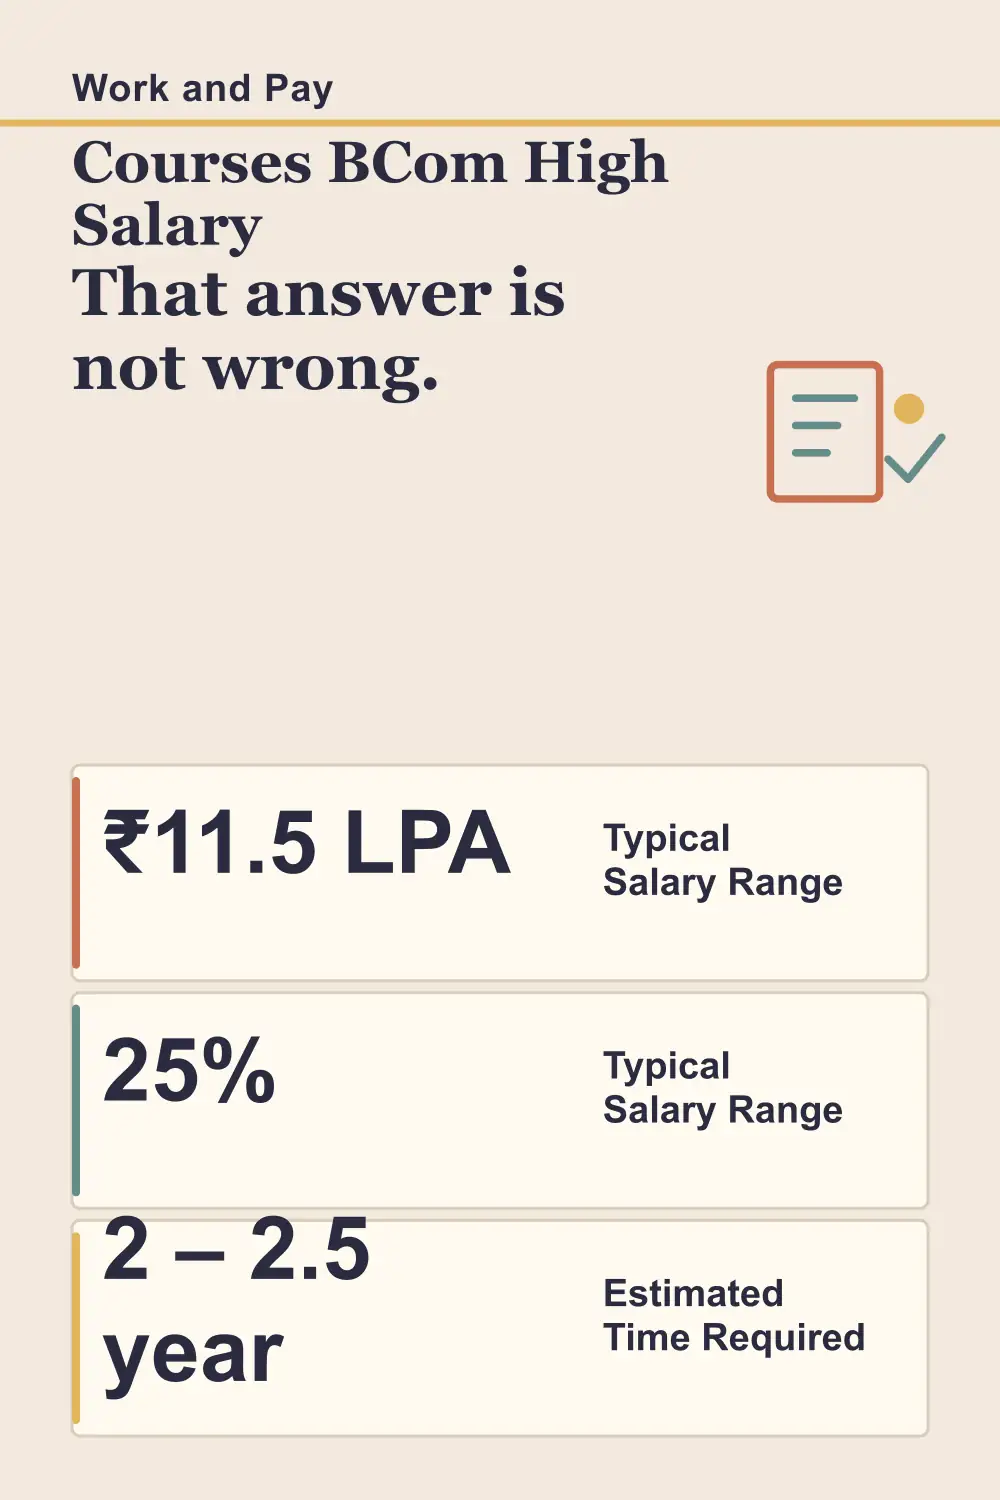 Work and Pay
Courses BCom High
Salary
That answer is
not wrong.
₹11.5 LPA
Typical
Salary Range
25%
Typical
Salary Range
2 – 2.5
year
Estimated
Time Required